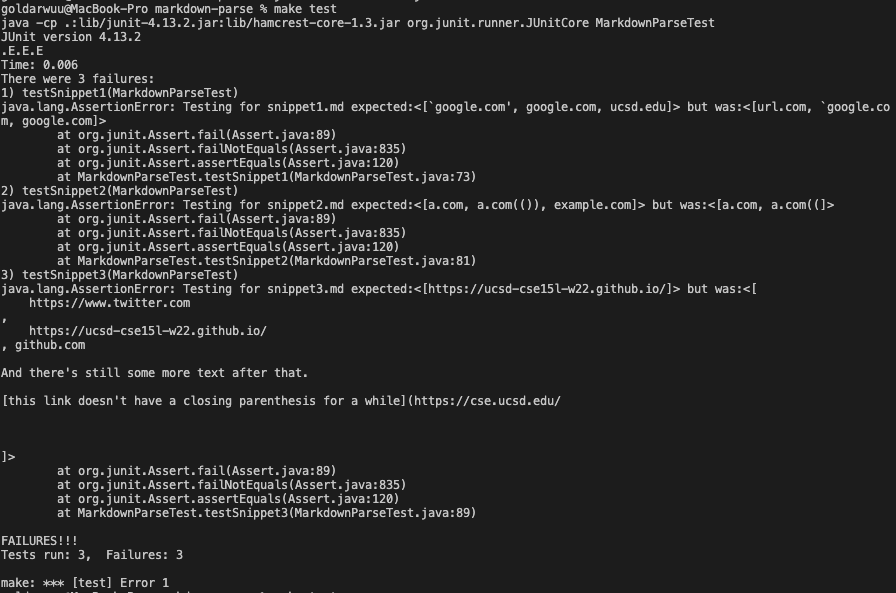 goldarwuu@MacBook-Pro markdown-parse % make test
java -cp .:lib/junit-4.13.2.jar:lib/hamcrest-core-1.3.jar org.junit.runner.JUnitCore MarkdownParseTest
JUnit version 4.13.2
.E.E.E
Time: 0.006
There were 3 failures:
1) testSnippet1(MarkdownParseTest)
java.lang.AssertionError: Testing for snippet1.md expected:<[`google.com', google.com, ucsd.edu]> but was:<[url.com, `google.co
m, google.com]>
        at org.junit.Assert.fail(Assert.java:89)
        at org.junit.Assert.failNotEquals(Assert.java:835)
        at org.junit.Assert.assertEquals(Assert.java:120)
        at MarkdownParseTest.testSnippet1(MarkdownParseTest.java:73)
2) testSnippet2(MarkdownParseTest)
java.lang.AssertionError: Testing for snippet2.md expected:<[a.com, a.com(()), example.com]> but was:<[a.com, a.com((]>
        at org.junit.Assert.fail(Assert.java:89)
        at org.junit.Assert.failNotEquals(Assert.java:835)
        at org.junit.Assert.assertEquals(Assert.java:120)
        at MarkdownParseTest.testSnippet2(MarkdownParseTest.java:81)
3) testSnippet3(MarkdownParseTest)
java.lang.AssertionError: Testing for snippet3.md expected:<[https://ucsd-cse15l-w22.github.io/]> but was:<[
    https://www.twitter.com
,
    https://ucsd-cse15l-w22.github.io/
, github.com

And there's still some more text after that.

[this link doesn't have a closing parenthesis for a while](https://cse.ucsd.edu/



]>
        at org.junit.Assert.fail(Assert.java:89)
        at org.junit.Assert.failNotEquals(Assert.java:835)
        at org.junit.Assert.assertEquals(Assert.java:120)
        at MarkdownParseTest.testSnippet3(MarkdownParseTest.java:89)

FAILURES!!!
Tests run: 3,  Failures: 3

make: *** [test] Error 1